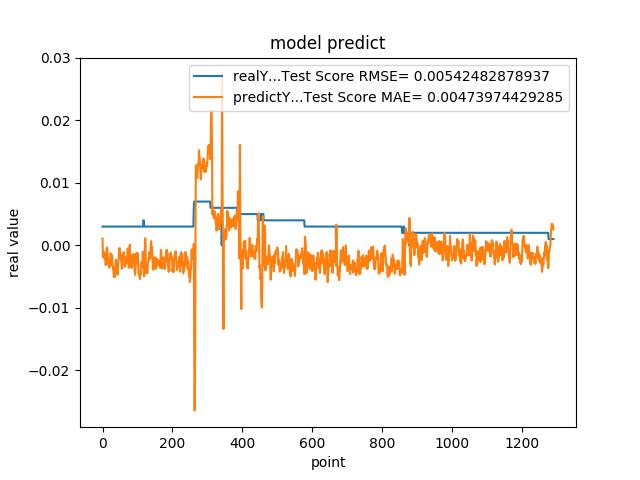 model predict
realY...Test Score RMSE= 0.00542482878937
predictY...Test Score MAE= 0.00473974429285
0.03
0.02
0.01
0.00
−0.01
−0.02
real value
0 200 400 600 800 1000 1200
point